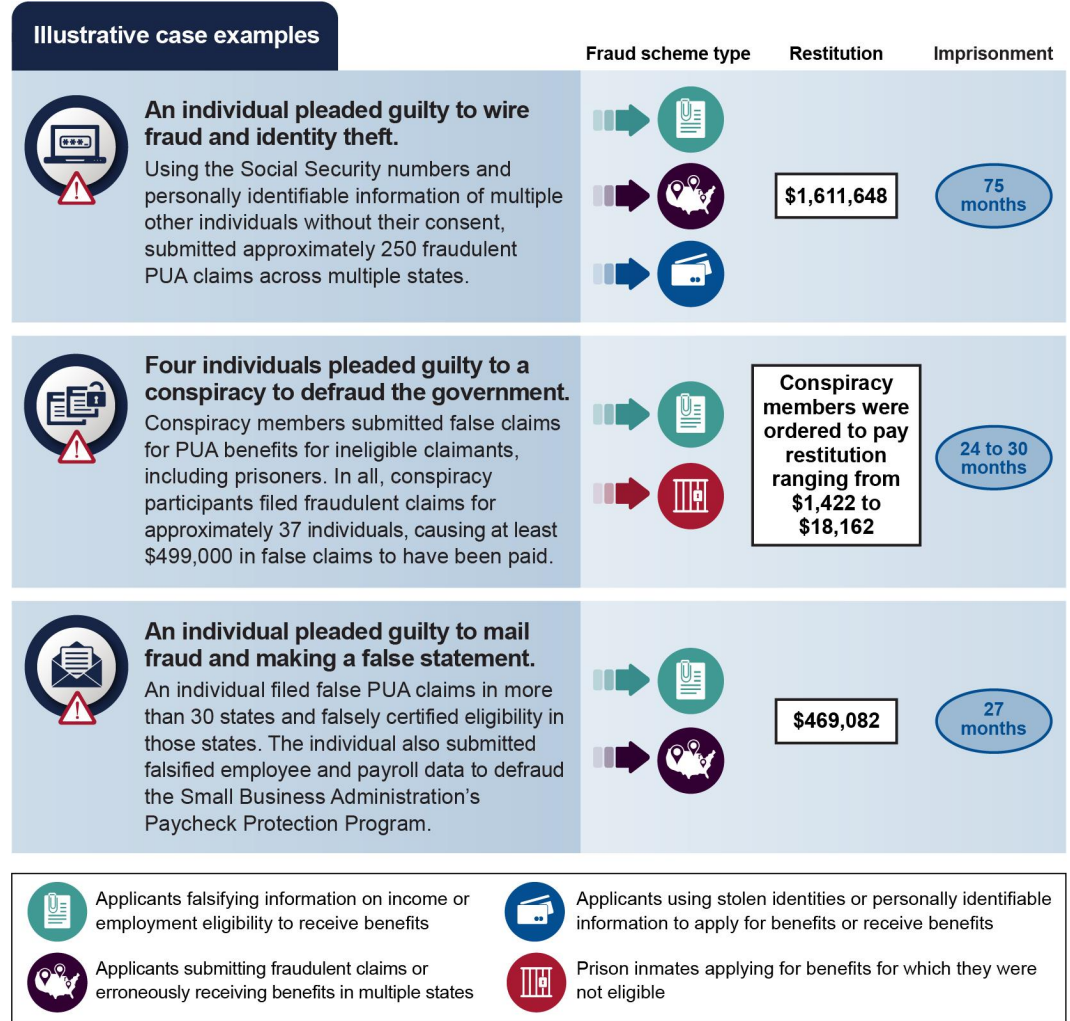 Illustrative case examples
Fraud scheme type
Restitution
Imprisonment
An individual pleaded guilty to wire
fraud and identity theft.
Using the Social Security numbers and
personally identifiable information of multiple
other individuals without their consent,
submitted approximately 250 fraudulent
PUA claims across multiple states.
***_
$1,611,648
75
months
Four individuals pleaded guilty to a
conspiracy to defraud the government.
Conspiracy members submitted false claims
for PUA benefits for ineligible claimants,
including prisoners. In all, conspiracy
participants filed fraudulent claims for
approximately 37 individuals, causing at least
$499,000 in false claims to have been paid.
Conspiracy
members were
ordered to pay
restitution
ranging from
$1,422 to
$18,162
24 to 30
months
An individual pleaded guilty to mail
fraud and making a false statement.
An individual filed false PUA claims in more
than 30 states and falsely certified eligibility in
those states. The individual also submitted
falsified employee and payroll data to defraud
the Small Business Administration’s
Paycheck Protection Program.
$469,082
27
months
Applicants falsifying information on income or
employment eligibility to receive benefits
Applicants submitting fraudulent claims or
erroneously receiving benefits in multiple states
Applicants using stolen identities or personally identifiable
information to apply for benefits or receive benefits
Prison inmates applying for benefits for which they were
not eligible